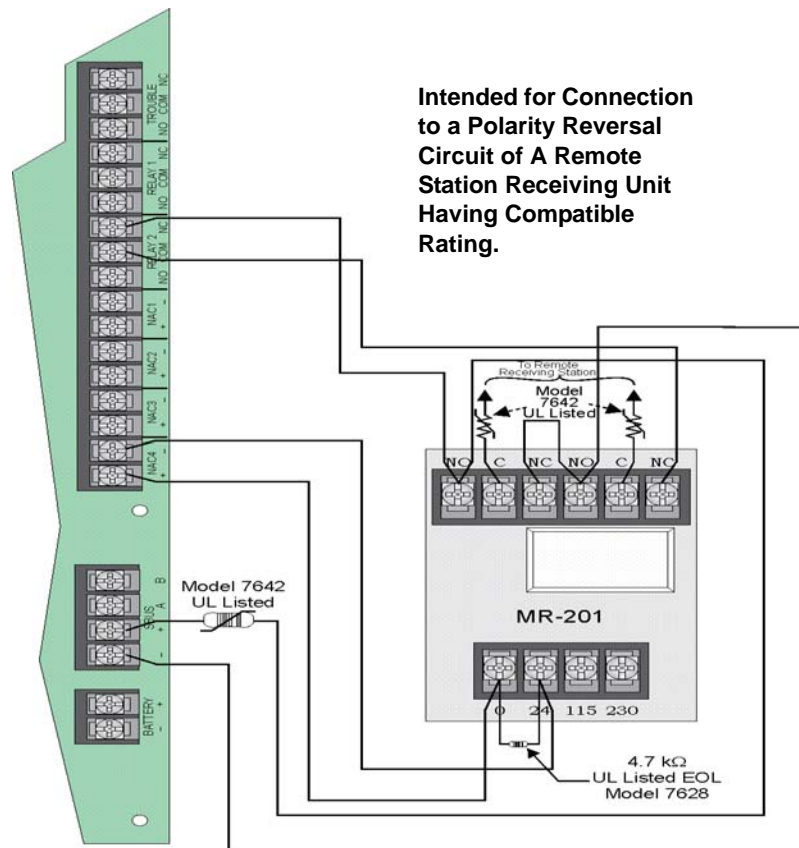 Intended for Connection
to a Polarity Reversal
Circuit of A Remote
Station Receiving Unit
Having Compatible
Rating.
TROUBLE
NC
COM
NO
RELAY 1
NC
COM
NO
RELAY 2
NC
COM
NO
NAC1
–
+
NAC2
–
+
NAC3
–
+
NAC4
–
+
To Remote
Receiving Station
Model
7642
UL Listed
NO C NC NO C NC
MR-201
0 24 115 230
4.7 kΩ
UL Listed EOL
Model 7628
SBUS
B
A
+
–
Model 7642
UL Listed
BATTERY
+
–